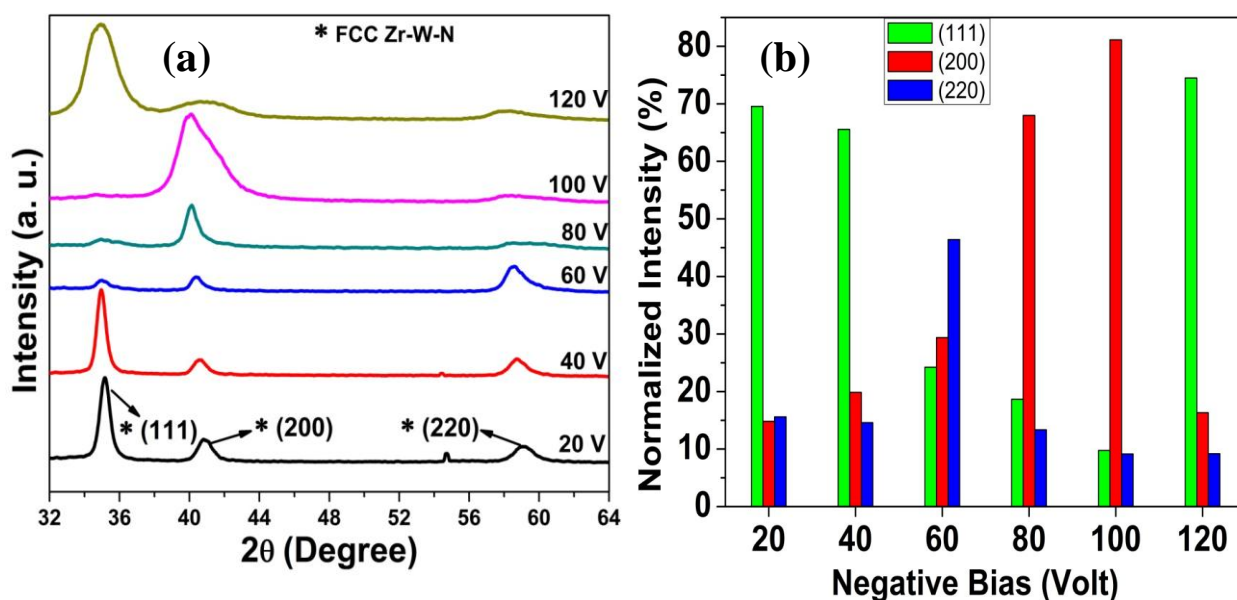 (a)
* FCC Zr-W-N
120 V
100 V
80 V
60 V
40 V
20 V
* (111)
* (200)
* (220)
Intensity (a. u.)
32 36 40 44 48 52 56 60 64
2θ (Degree)
(b)
(111)
(200)
(220)
Normalized Intensity (%)
80
70
60
50
40
30
20
10
0
20 40 60 80 100 120
Negative Bias (Volt)